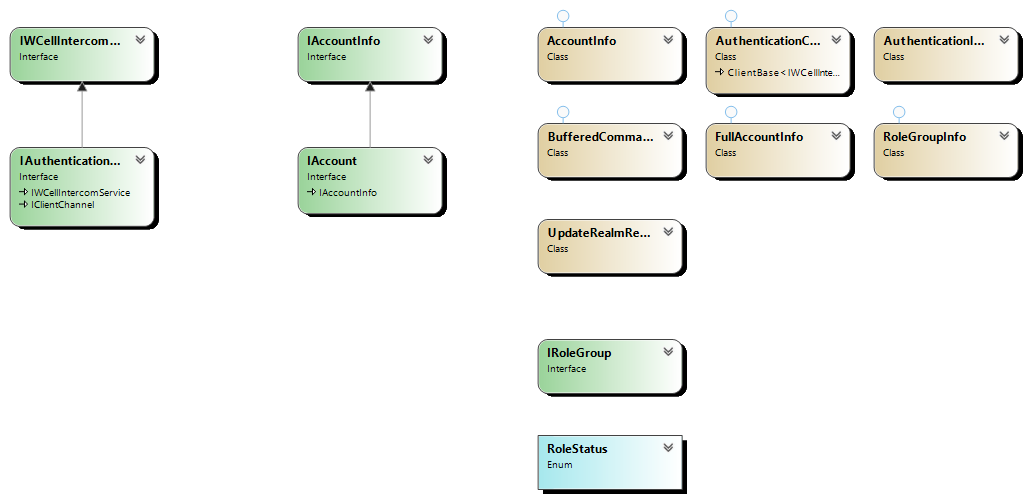 IWCellIntercom...
Interface
IAuthentication...
Interface
IWCellIntercomService
IClientChannel
IAccountInfo
Interface
IAccount
Interface
IAccountInfo
AccountInfo
Class
AuthenticationC...
Class
ClientBase<IWCellInte...
AuthenticationI...
Class
BufferedComma...
Class
FullAccountInfo
Class
RoleGroupInfo
Class
UpdateRealmRe...
Class
IRoleGroup
Interface
RoleStatus
Enum